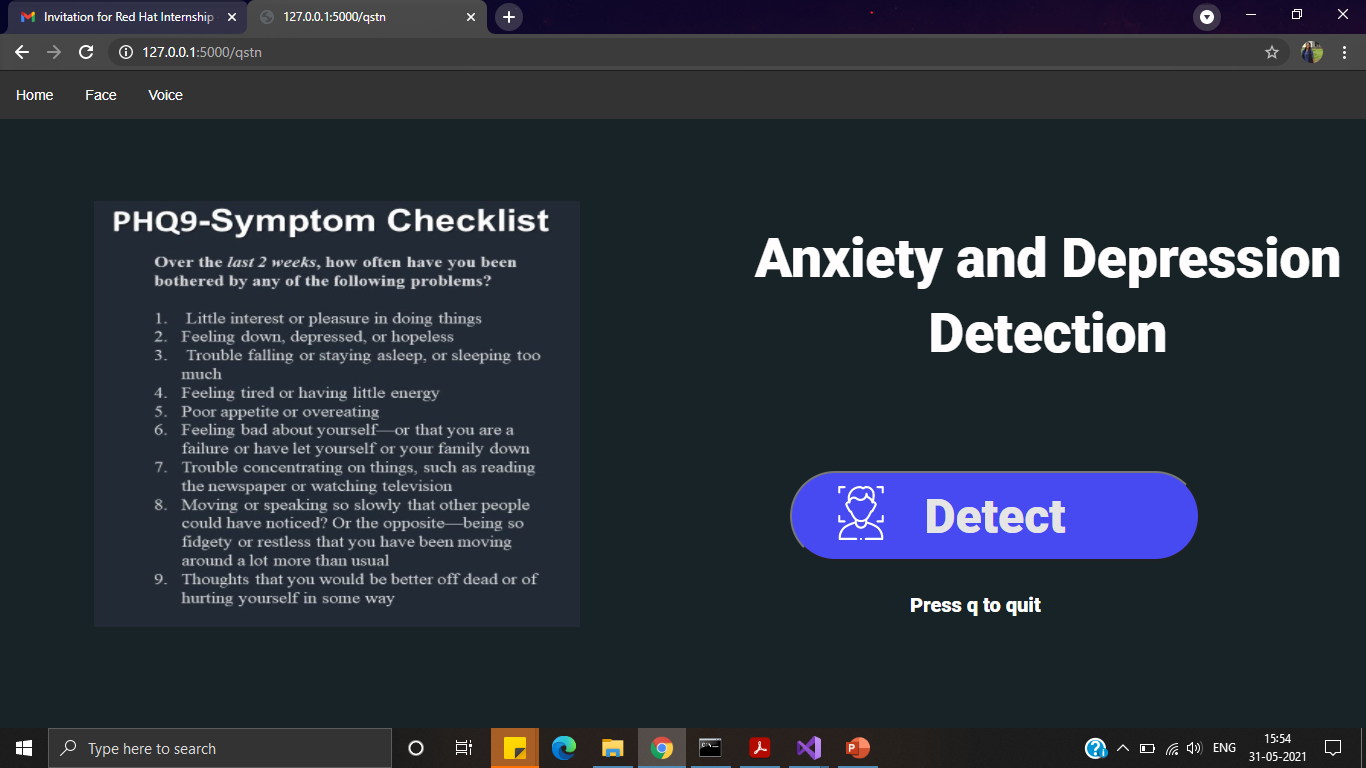 Invitation for Red Hat Internship
127.0.0.1:5000/qstn
127.0.0.1:5000/qstn
Home Face Voice
PHQ9-Symptom Checklist
Over the last 2 weeks, how often have you been
bothered by any of the following problems?
1. Little interest or pleasure in doing things
2. Feeling down, depressed, or hopeless
3. Trouble falling or staying asleep, or sleeping too
much
4. Feeling tired or having little energy
5. Poor appetite or overeating
6. Feeling bad about yourself—or that you are a
failure or have let yourself or your family down
7. Trouble concentrating on things, such as reading
the newspaper or watching television
8. Moving or speaking so slowly that other people
could have noticed? Or the opposite—being so
fidgety or restless that you have been moving
around a lot more than usual
9. Thoughts that you would be better off dead or of
hurting yourself in some way
Anxiety and Depression
Detection
Detect
Press q to quit
Type here to search
ENG
15:54
31-05-2021